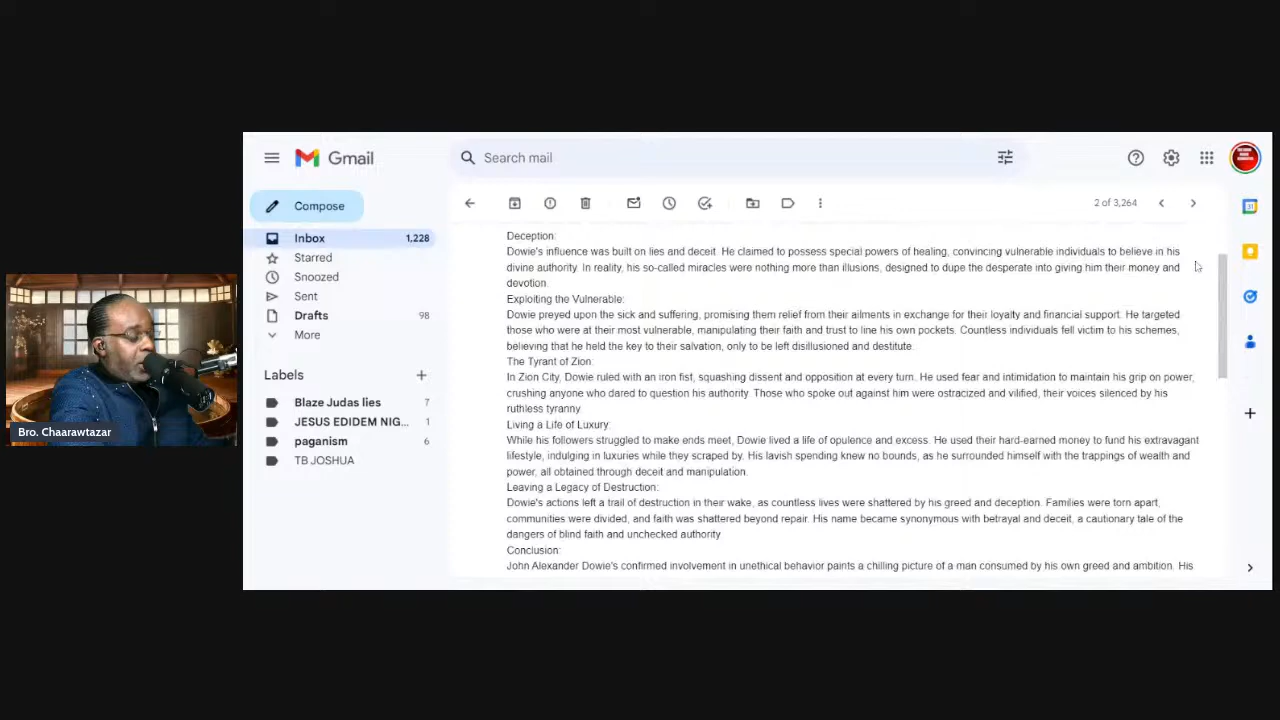 Gmail
Search mail
Compose
2 of 3,264
Inbox 1,228
Starred
Snoozed
Sent
Drafts 98
More
Labels
Blaze Judas lies 7
JESUS EDIDEM NIG... 1
paganism 6
TB JOSHUA
Bro. Chaarawtazar
Deception:
Dowie's influence was built on lies and deceit. He claimed to possess special powers of healing, convincing vulnerable individuals to believe in his
divine authority. In reality, his so-called miracles were nothing more than illusions, designed to dupe the desperate into giving him their money and
devotion.
Exploiting the Vulnerable:
Dowie preyed upon the sick and suffering, promising them relief from their ailments in exchange for their loyalty and financial support. He targeted
those who were at their most vulnerable, manipulating their faith and trust to line his own pockets. Countless individuals fell victim to his schemes,
believing that he held the key to their salvation, only to be left disillusioned and destitute.
The Tyrant of Zion:
In Zion City, Dowie ruled with an iron fist, squashing dissent and opposition at every turn. He used fear and intimidation to maintain his grip on power,
crushing anyone who dared to question his authority. Those who spoke out against him were ostracized and vilified, their voices silenced by his
ruthless tyranny.
Living a Life of Luxury:
While his followers struggled to make ends meet, Dowie lived a life of opulence and excess. He used their hard-earned money to fund his extravagant
lifestyle, indulging in luxuries while they scraped by. His lavish spending knew no bounds, as he surrounded himself with the trappings of wealth and
power, all obtained through deceit and manipulation.
Leaving a Legacy of Destruction:
Dowie's actions left a trail of destruction in their wake, as countless lives were shattered by his greed and deception. Families were torn apart,
communities were divided, and faith was shattered beyond repair. His name became synonymous with betrayal and deceit, a cautionary tale of the
dangers of blind faith and unchecked authority
Conclusion:
John Alexander Dowie's confirmed involvement in unethical behavior paints a chilling picture of a man consumed by his own greed and ambition. His